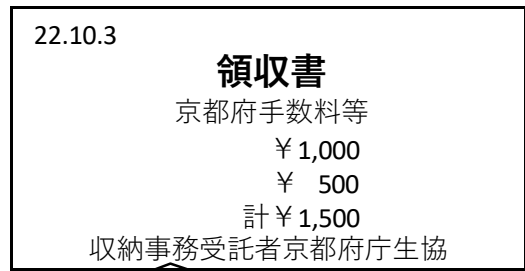 22.10.3
領収書
京都府手数料等
￥1,000
￥ 500
計￥1,500
収納事務受託者京都府庁生協